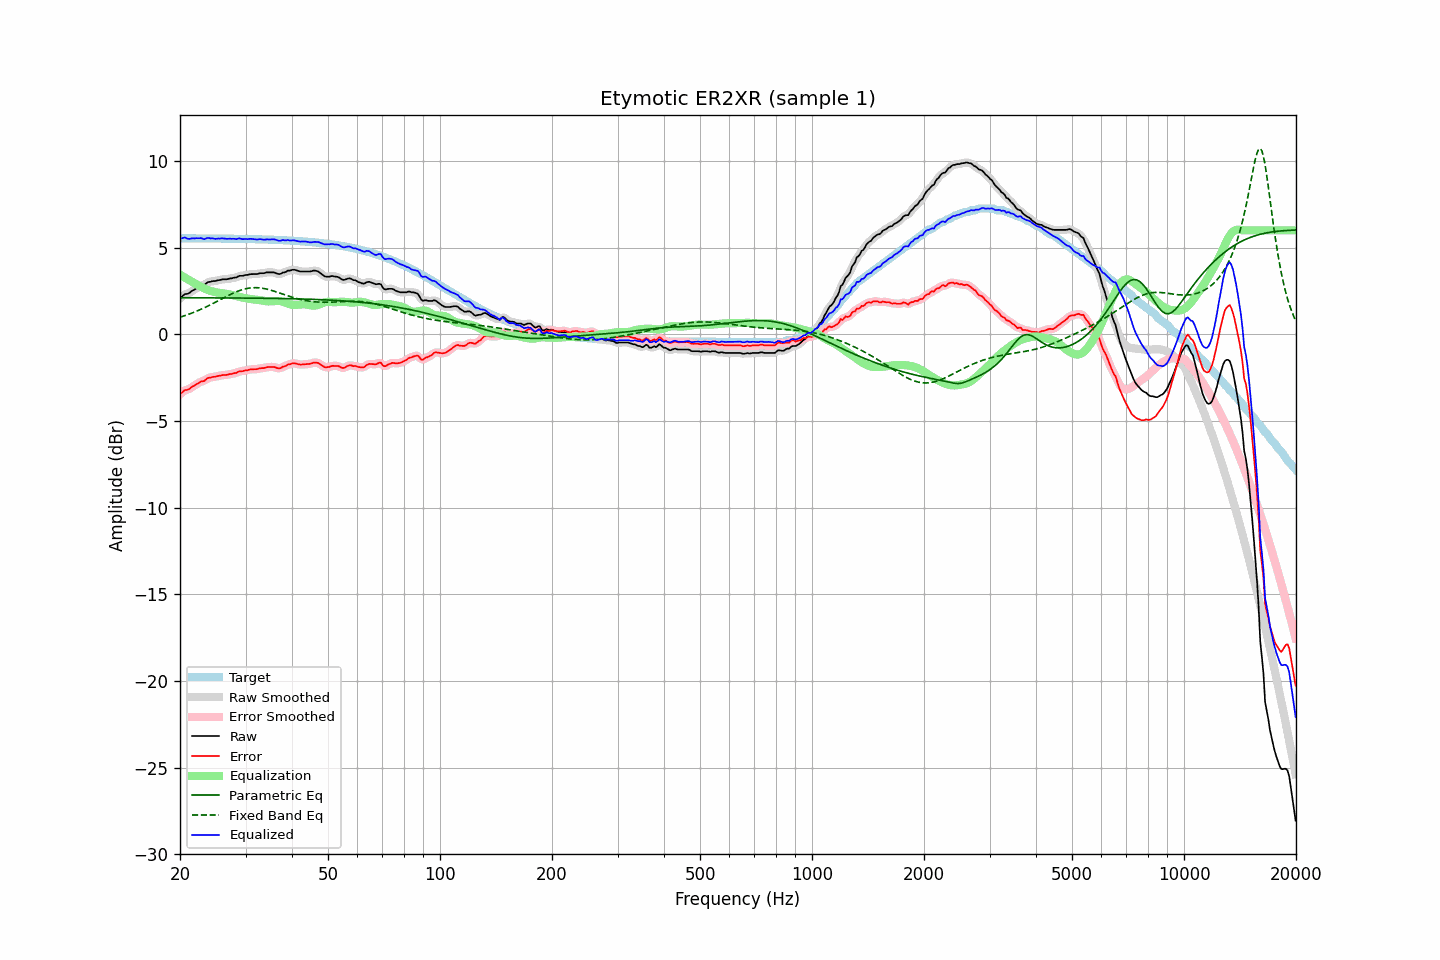 Etymotic ER2XR (sample 1)
Amplitude (dBr)
10
5
0
−5
−10
−15
−20
−25
−30
Target
Raw Smoothed
Error Smoothed
Raw
Error
Equalization
Parametric Eq
Fixed Band Eq
Equalized
20 50 100 200 500 1000 2000 5000 10000 20000
Frequency (Hz)